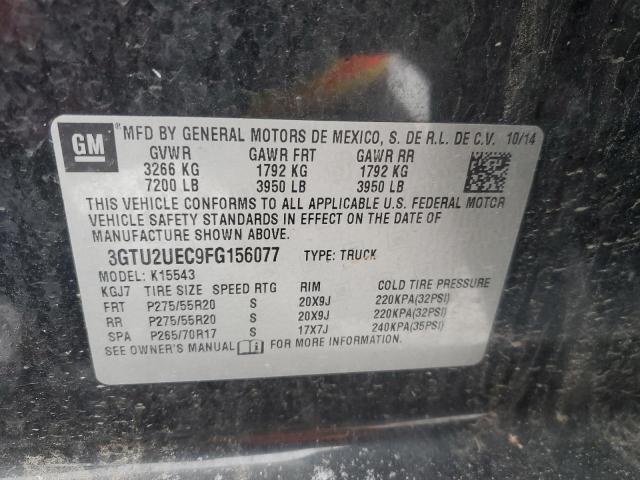 GM ® MFD BY GENERAL MOTORS DE MEXICO, S. DE R.L. DE C.V. 10/14
GVWR GAWR FRT GAWR RR
3266 KG 1792 KG 1792 KG
7200 LB 3950 LB 3950 LB
THIS VEHICLE CONFORMS TO ALL APPLICABLE U.S. FEDERAL MOTOR
VEHICLE SAFETY STANDARDS IN EFFECT ON THE DATE OF
MANUFACTURE SHOWN ABOVE.
3GTU2UEC9FG156077 TYPE: TRUCK
MODEL: K15543
KGJ7 TIRE SIZE SPEED RTG RIM COLD TIRE PRESSURE
FRT P275/55R20 S 20X9J 220KPA(32PSI)
RR P275/55R20 S 20X9J 220KPA(32PSI)
SPA P265/70R17 S 17X7J 240KPA(35PSI)
SEE OWNER'S MANUAL FOR MORE INFORMATION.